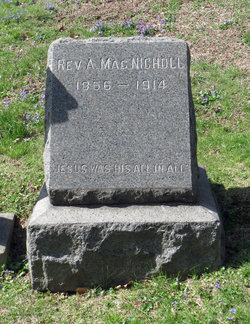 REV. A. MAC NICHOLL
1856 — 1914
JESUS WAS HIS ALL IN ALL